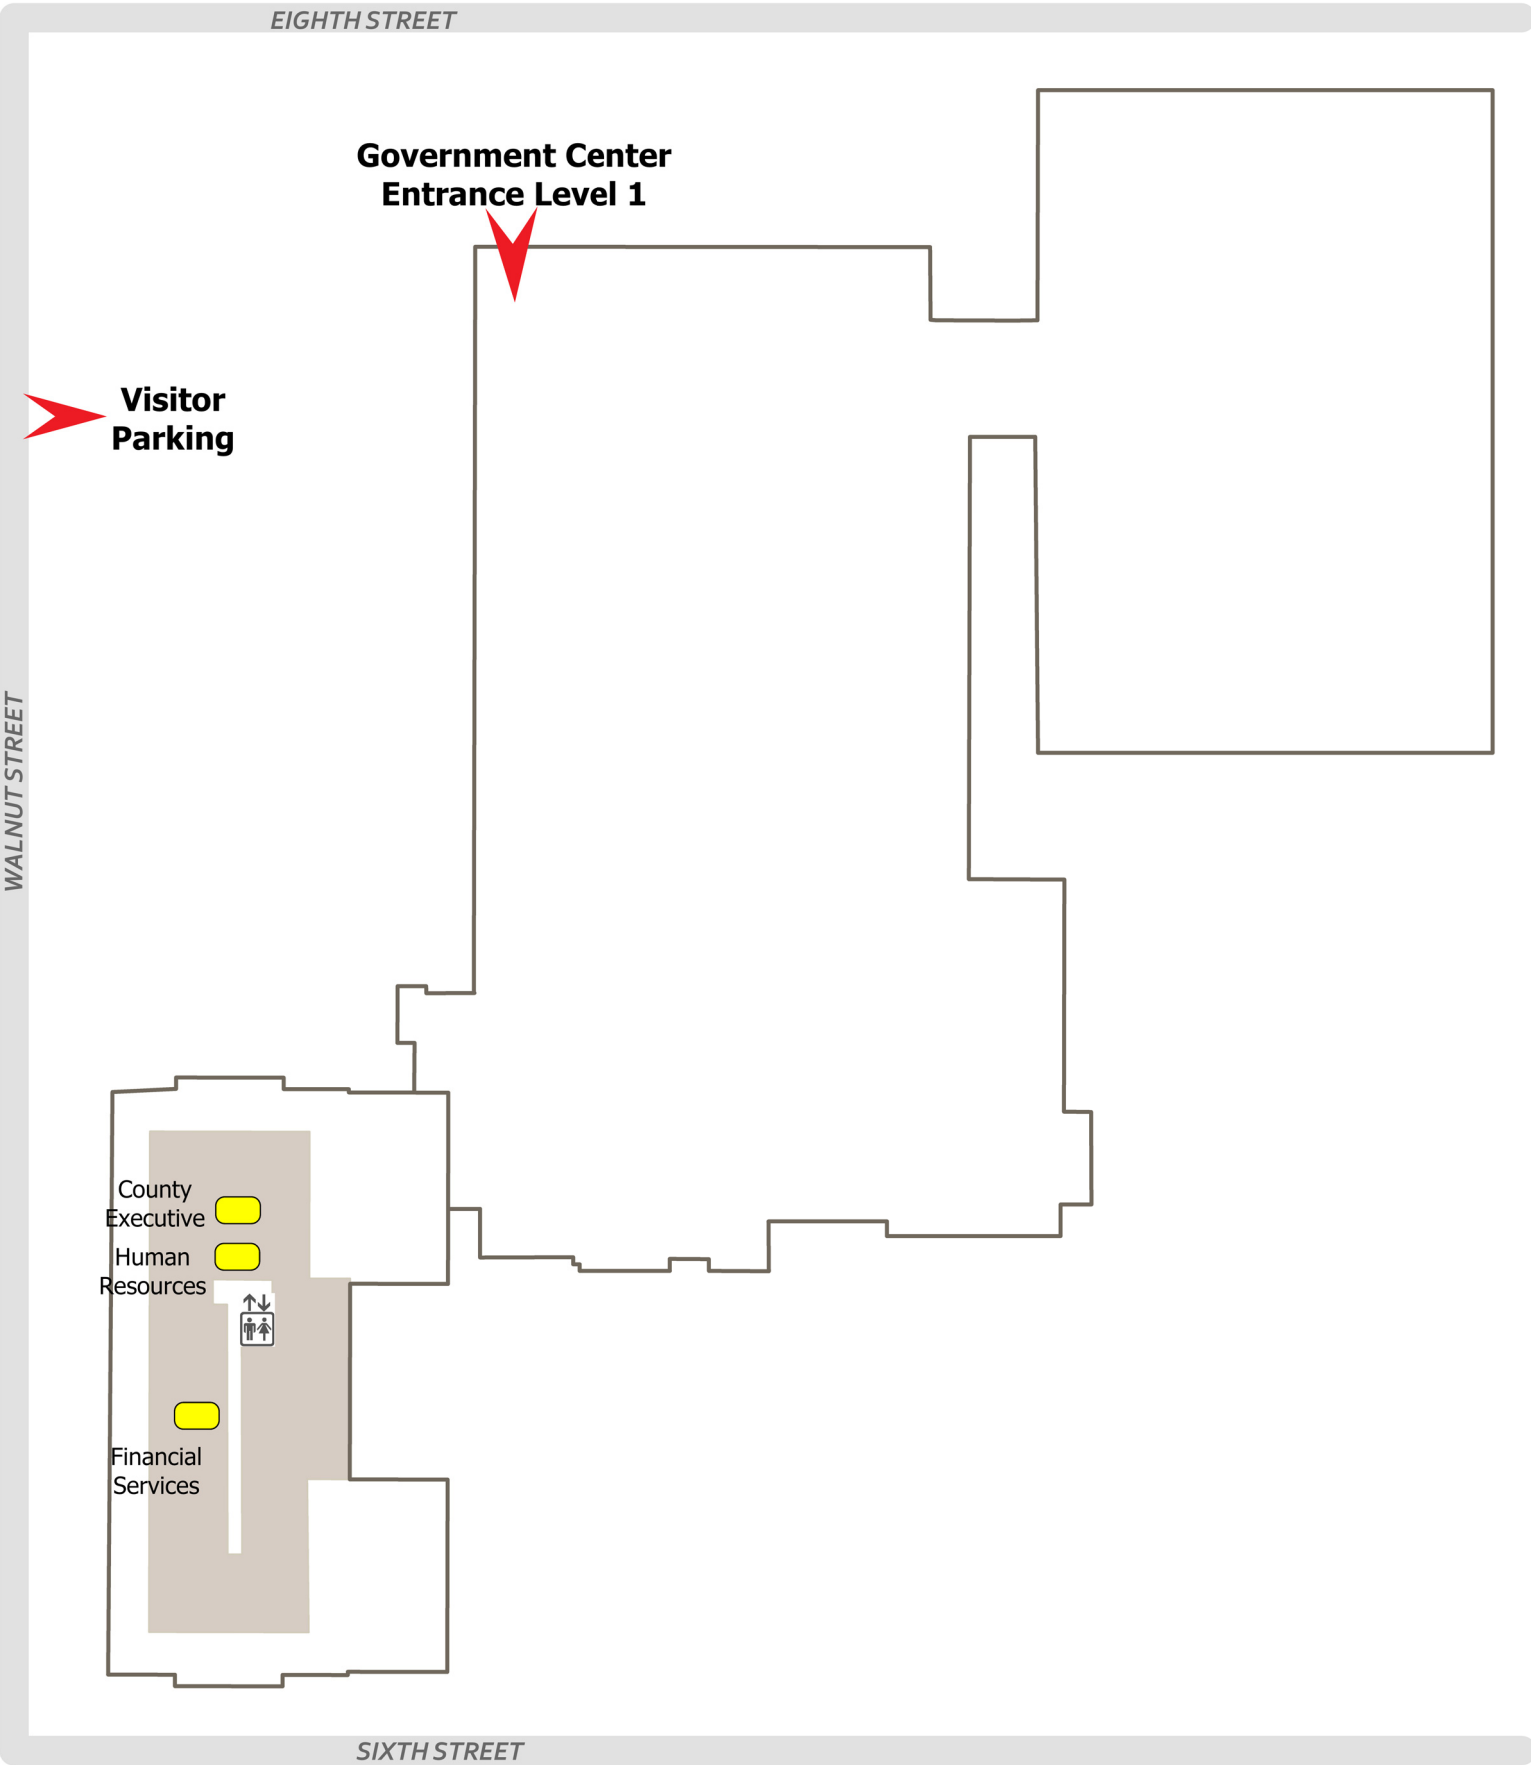 EIGHTH STREET
Government Center
Entrance Level 1
Visitor
Parking
WALNUT STREET
County
Executive
Human
Resources
Financial
Services
SIXTH STREET